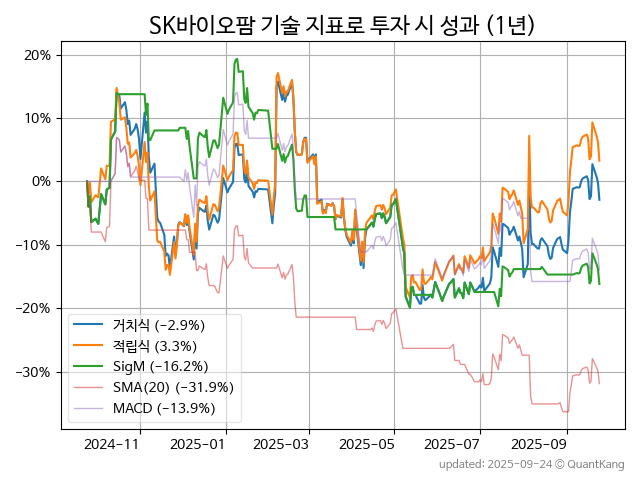 SK바이오팜 기술 지표로 투자 시 성과 (1년)
20%
10%
0%
−10%
−20%
−30%
거치식 (−2.9%)
적립식 (3.3%)
SigM (−16.2%)
SMA(20) (−31.9%)
MACD (−13.9%)
2024-11 2025-01 2025-03 2025-05 2025-07 2025-09
updated: 2025-09-24 © QuantKang